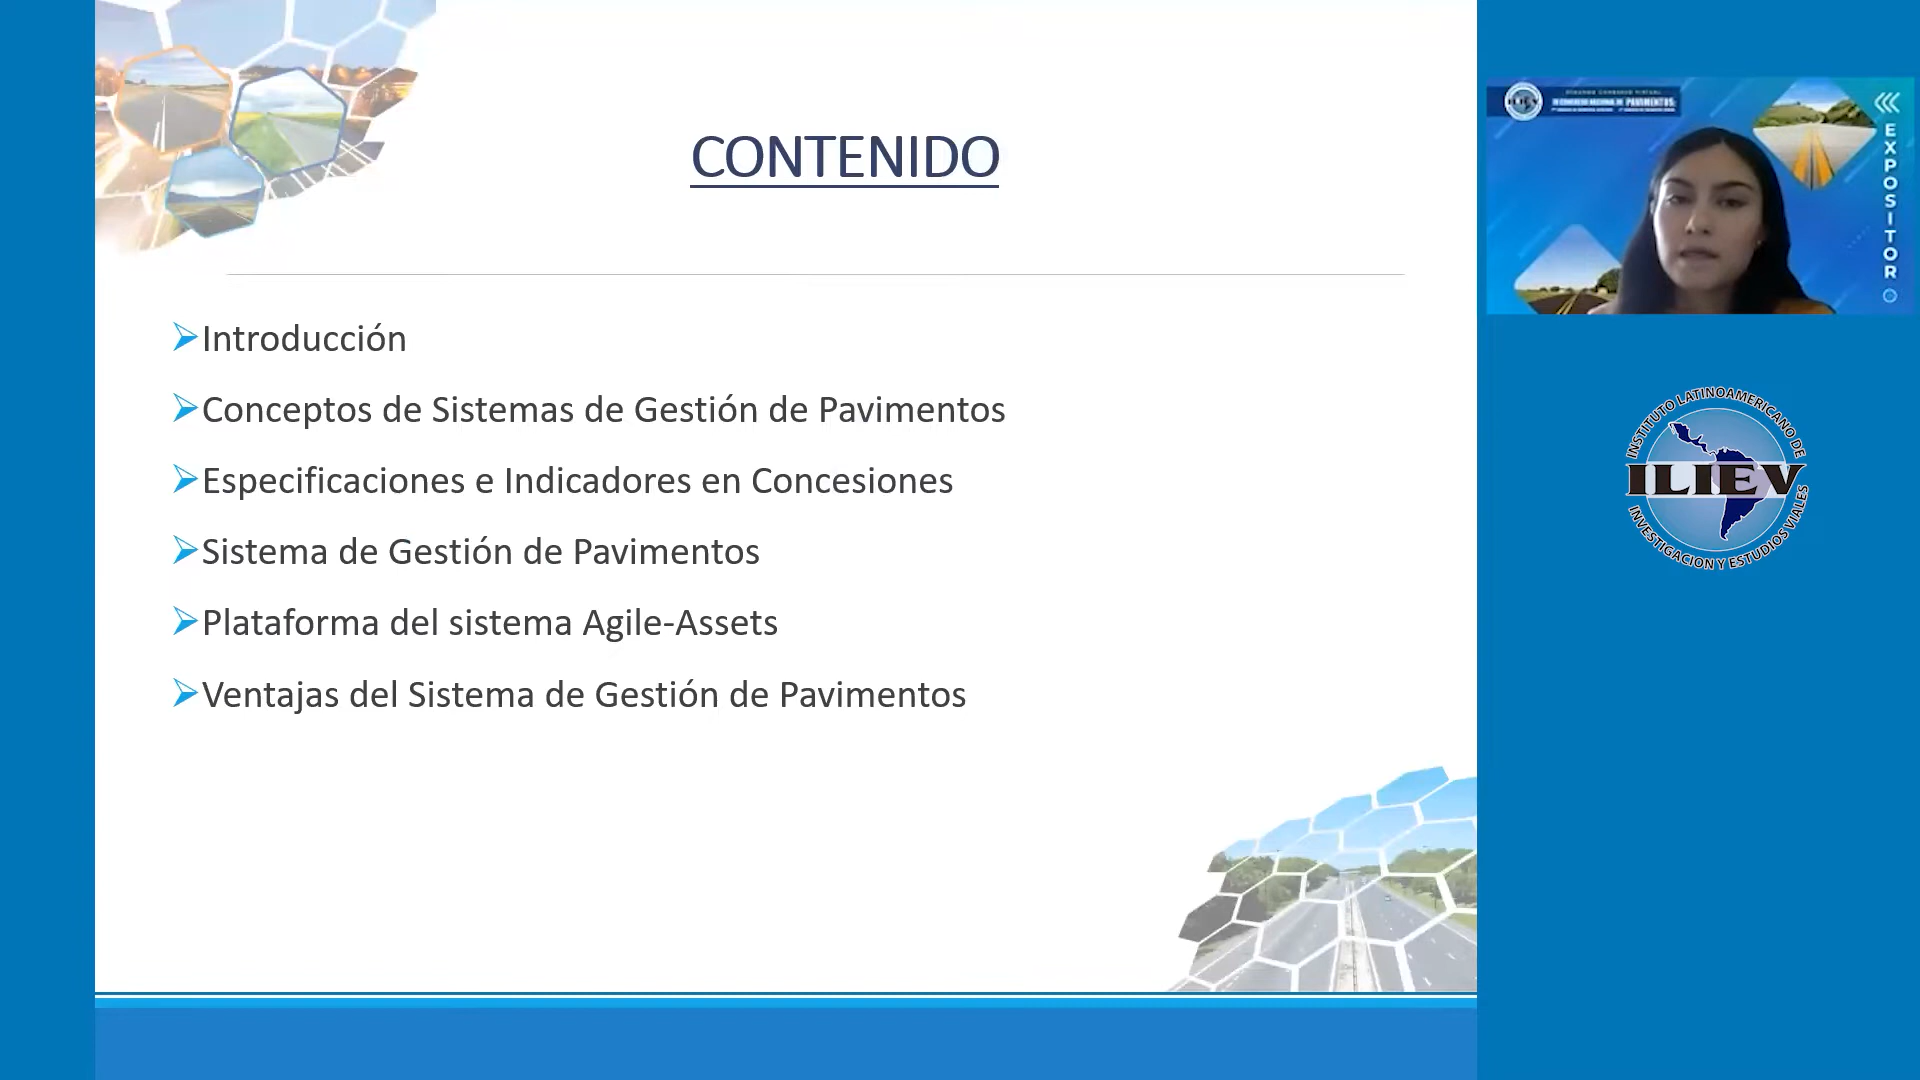 CONTENIDO
Introducción
Conceptos de Sistemas de Gestión de Pavimentos
Especificaciones e Indicadores en Concesiones
Sistema de Gestión de Pavimentos
Plataforma del sistema Agile-Assets
Ventajas del Sistema de Gestión de Pavimentos
PAVIMENTOS
EXPOSITOR
INSTITUTO LATINOAMERICANO DE
ILIEV
INVESTIGACION Y ESTUDIOS VIALES